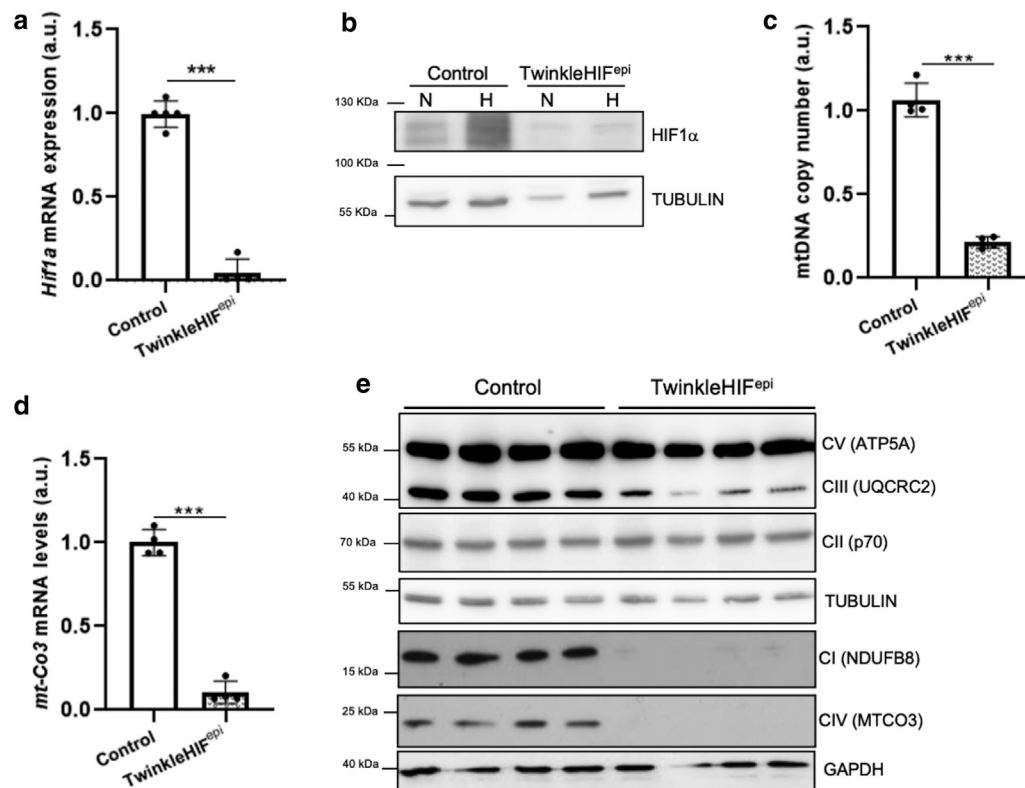 a
Hif1a mRNA expression (a.u.)
1.5
1.0
0.5
0.0
***
Control
TwinkleHIFepi
b
Control TwinkleHIFepi
N H N H
130 KDa
HIF1α
100 KDa
TUBULIN
55 KDa
c
mtDNA copy number (a.u.)
1.5
1.0
0.5
0.0
***
Control
TwinkleHIFepi
d
mt-Co3 mRNA levels (a.u.)
1.5
1.0
0.5
0.0
***
Control
TwinkleHIFepi
e
Control TwinkleHIFepi
55 kDa CV (ATP5A)
40 kDa CIII (UQCRC2)
70 kDa CII (p70)
55 kDa
TUBULIN
CI (NDUFB8)
15 kDa
25 kDa
CIV (MTCO3)
40 kDa GAPDH